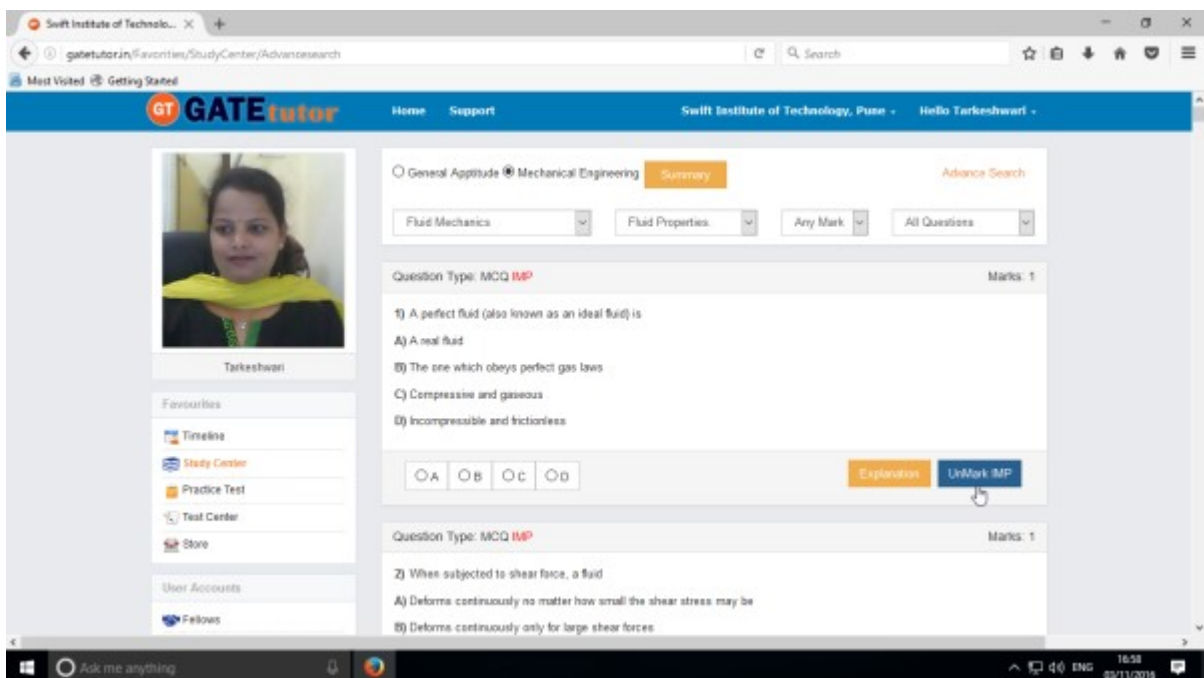 Swift Institute of Technolo...
gatetutor.in/Favorities/StudyCenter/Advancesearch
Search
Most Visited Getting Started
GT GATEtutor Home Support Swift Institute of Technology, Pune Hello Tarkeshwari
General Apptitude Mechanical Engineering Summary Advance Search
Fluid Mechanics Fluid Properties Any Mark All Questions
Question Type: MCQ IMP Marks: 1
1) A perfect fluid (also known as an ideal fluid) is
A) A real fluid
B) The one which obeys perfect gas laws
C) Compressive and gaseous
D) Incompressible and frictionless
A B C D Explanation UnMark IMP
Tarkeshwari
Favourites
Timeline
Study Center
Practice Test
Test Center
Store
User Accounts
Fellows
Question Type: MCQ IMP Marks: 1
2) When subjected to shear force, a fluid
A) Deforms continuously no matter how small the shear stress may be
B) Deforms continuously only for large shear forces
Ask me anything ENG 16:58
03/11/2016